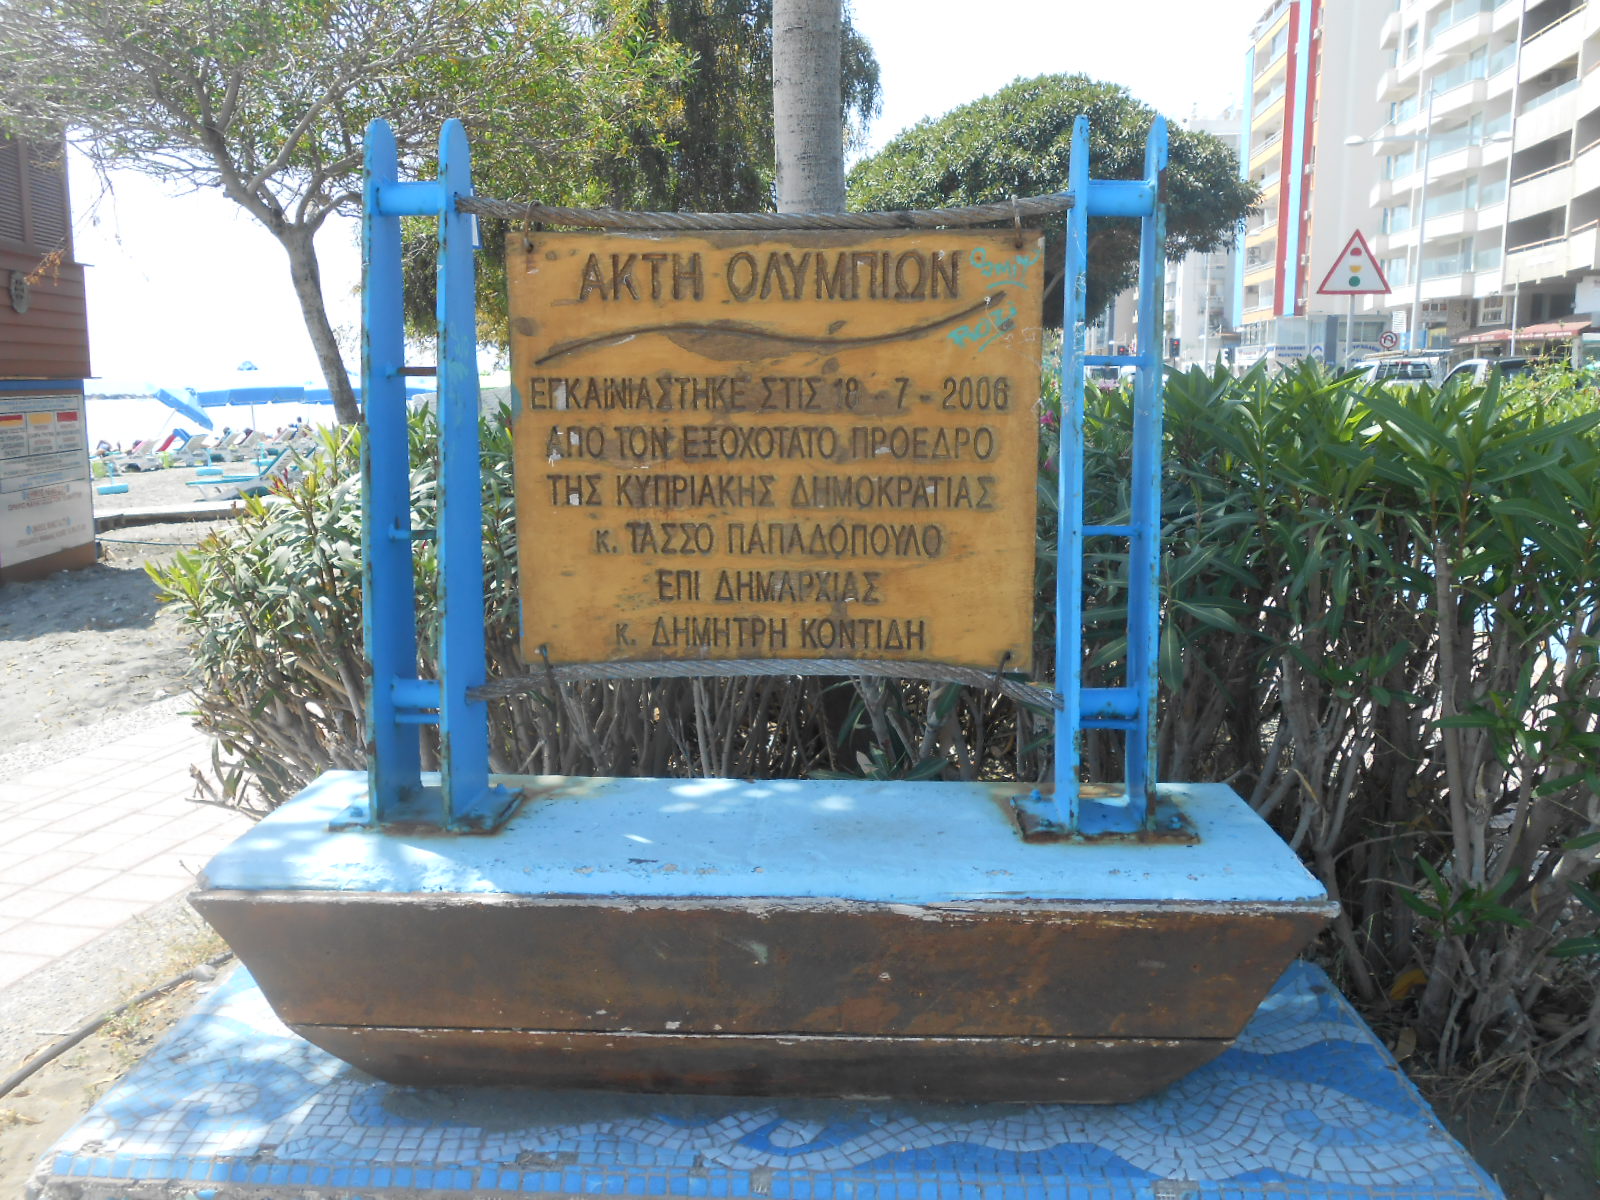 ΑΚΤΗ ΟΛΥΜΠΙΩΝ
ΕΓΚΑΙΝΙΑΣΤΗΚΕ ΣΤΙΣ 18 - 7 - 2006
ΑΠΟ ΤΟΝ ΕΞΟΧΟΤΑΤΟ ΠΡΟΕΔΡΟ
ΤΗΣ ΚΥΠΡΙΑΚΗΣ ΔΗΜΟΚΡΑΤΙΑΣ
κ. ΤΑΣΣΟ ΠΑΠΑΔΟΠΟΥΛΟ
ΕΠΙ ΔΗΜΑΡΧΙΑΣ
κ. ΔΗΜΗΤΡΗ ΚΟΝΤΙΔΗ